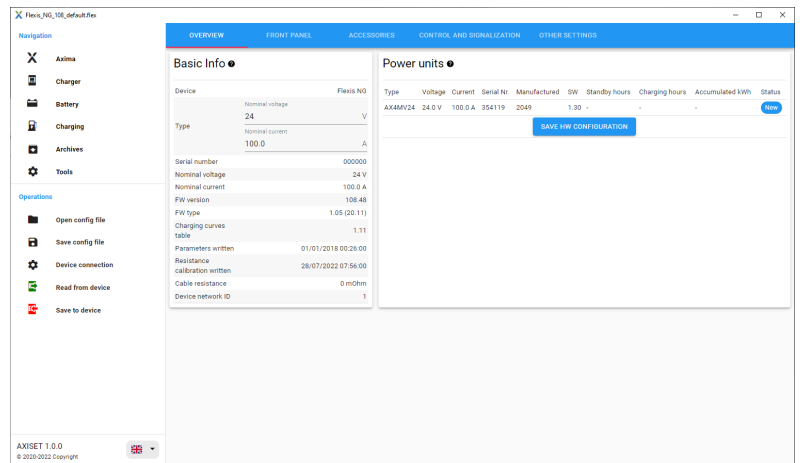 Flexis_NG_108_default.flex
Navigation
Axima
Charger
Battery
Charging
Archives
Tools
Operations
Open config file
Save config file
Device connection
Read from device
Save to device
AXISET 1.0.0
© 2020-2022 Copyright
OVERVIEW FRONT PANEL ACCESSORIES CONTROL AND SIGNALIZATION OTHER SETTINGS
Basic Info
Device Flexis NG
Type
Nominal voltage
24 V
Nominal current
100.0 A
Serial number 000000
Nominal voltage 24 V
Nominal current 100.0 A
FW version 108.48
FW type 1.05 (20.11)
Charging curves
table 1.11
Parameters written 01/01/2018 00:26:00
Resistance
calibration written 28/07/2022 07:56:00
Cable resistance 0 mOhm
Device network ID 1
Power units
Type Voltage Current Serial Nr. Manufactured SW Standby hours Charging hours Accumulated kWh Status
AX4MV24 24.0 V 100.0 A 354119 2049 1.30 - - - New
SAVE HW CONFIGURATION